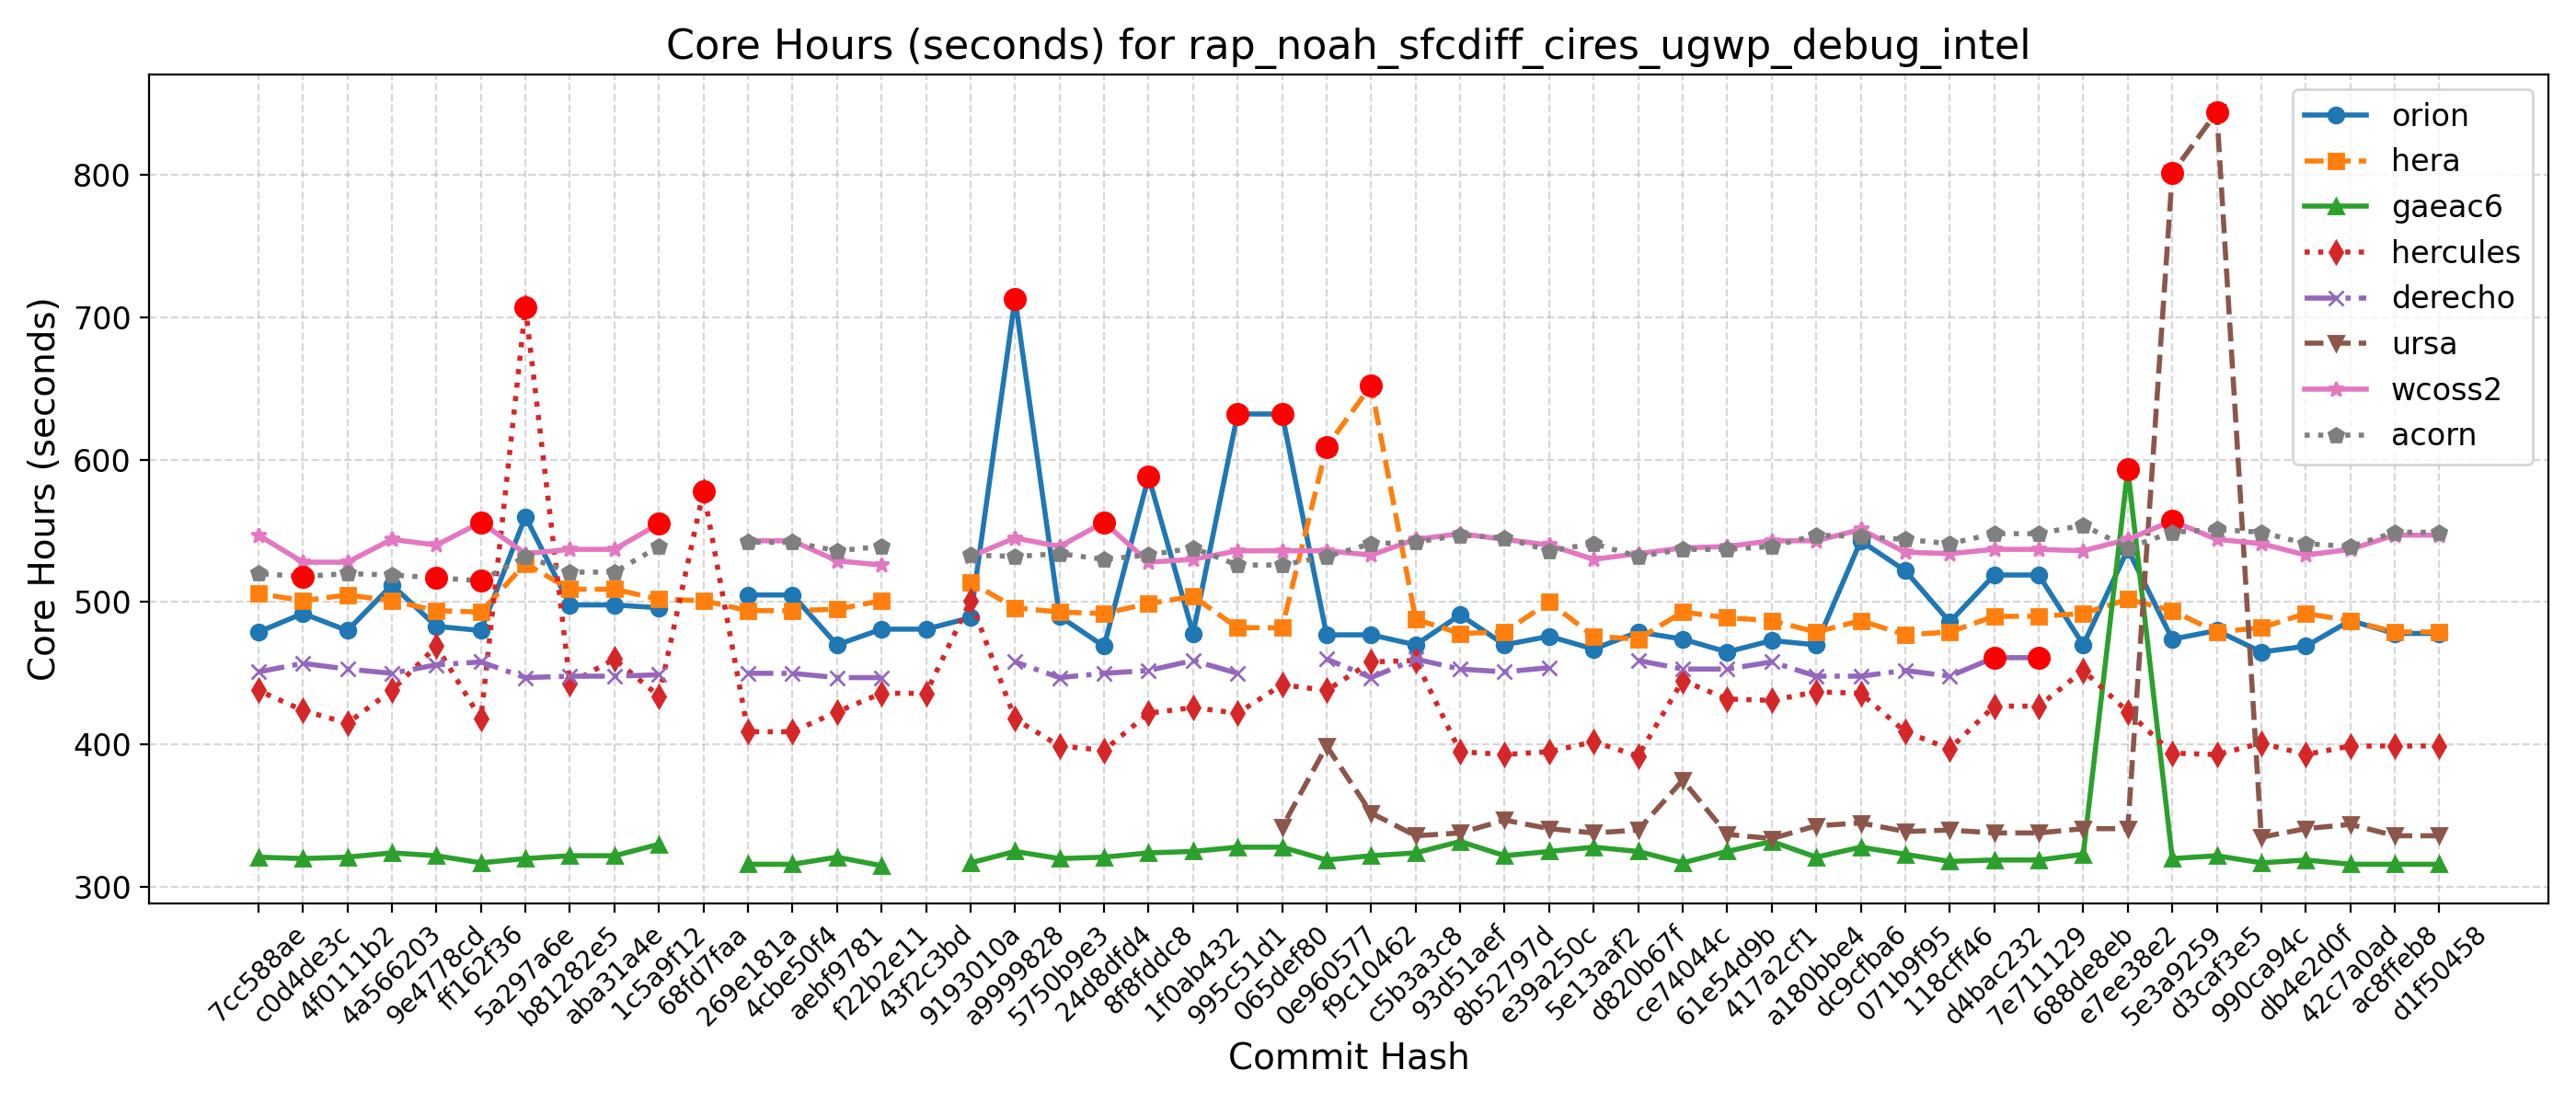 Core Hours (seconds) for rap_noah_sfcdiff_cires_ugwp_debug_intel
Core Hours (seconds)
800
700
600
500
400
300
orion
hera
gaeac6
hercules
derecho
ursa
wcoss2
acorn
7cc588ae
c0d4de3c
4f0111b2
4a566203
9e4778cd
ff162f36
5a297a6e
b81282e5
aba31a4e
1c5a9f12
68fd7faa
269e181a
4cbe50f4
aebf9781
f22b2e11
43f2c3bd
9193010a
a9999828
5750b9e3
24d8dfd4
8f8fddc8
1f0ab432
995c51d1
065def80
0e960577
f9c10462
c5b3a3c8
93d51aef
8b52797d
e39a250c
5e13aaf2
d820b67f
ce74044c
61e54d9b
417a2cf1
a180bbe4
dc9cfba6
071b9f95
118cff46
d4bac232
7e711129
688de8eb
e7ee38e2
5e3a9259
d3caf3e5
990ca94c
db4e2d0f
42c7a0ad
ac8ffeb8
d1f50458
Commit Hash